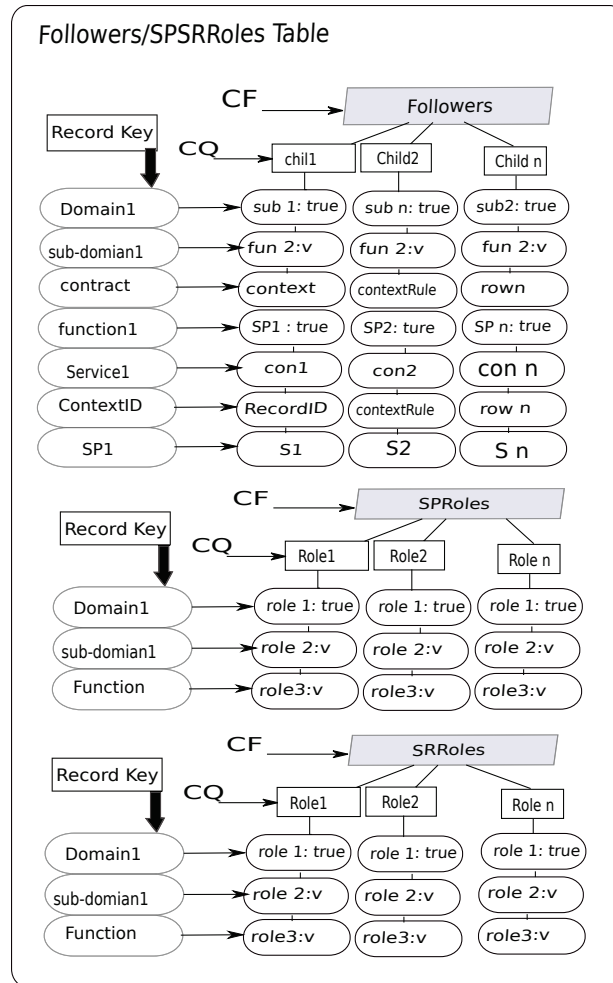 Followers/SPSRRoles Table
CF
Followers
Record Key
CQ
chil1 Child2 Child n
Domain1 sub 1: true sub n: true sub2: true
sub-domian1 fun 2:v fun 2:v fun 2:v
contract context contextRule rown
function1 SP1 : true SP2: ture SP n: true
Service1 con1 con2 con n
ContextID RecordID contextRule row n
SP1 S1 S2 S n
CF SPRoles
Record Key
CQ Role1 Role2 Role n
Domain1 role 1: true role 1: true role 1: true
sub-domian1 role 2:v role 2:v role 2:v
Function role3:v role3:v role3:v
CF SRRoles
Record Key
CQ Role1 Role2 Role n
Domain1 role 1: true role 1: true role 1: true
sub-domian1 role 2:v role 2:v role 2:v
Function role3:v role3:v role3:v